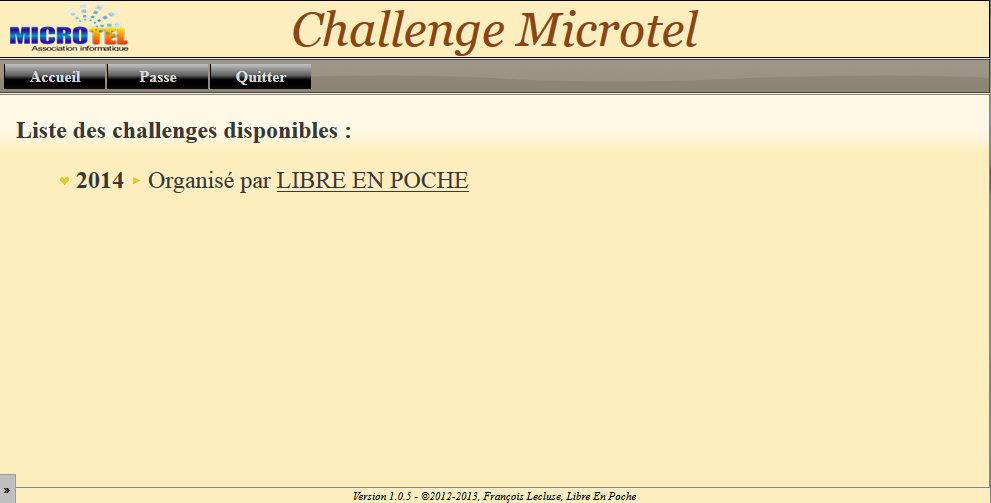 MICROTEL
Association informatique
Challenge Microtel
Accueil Passe Quitter
Liste des challenges disponibles :
2014 Organisé par LIBRE EN POCHE
»
Version 1.0.5 - ©2012-2013, François Lecluse, Libre En Poche